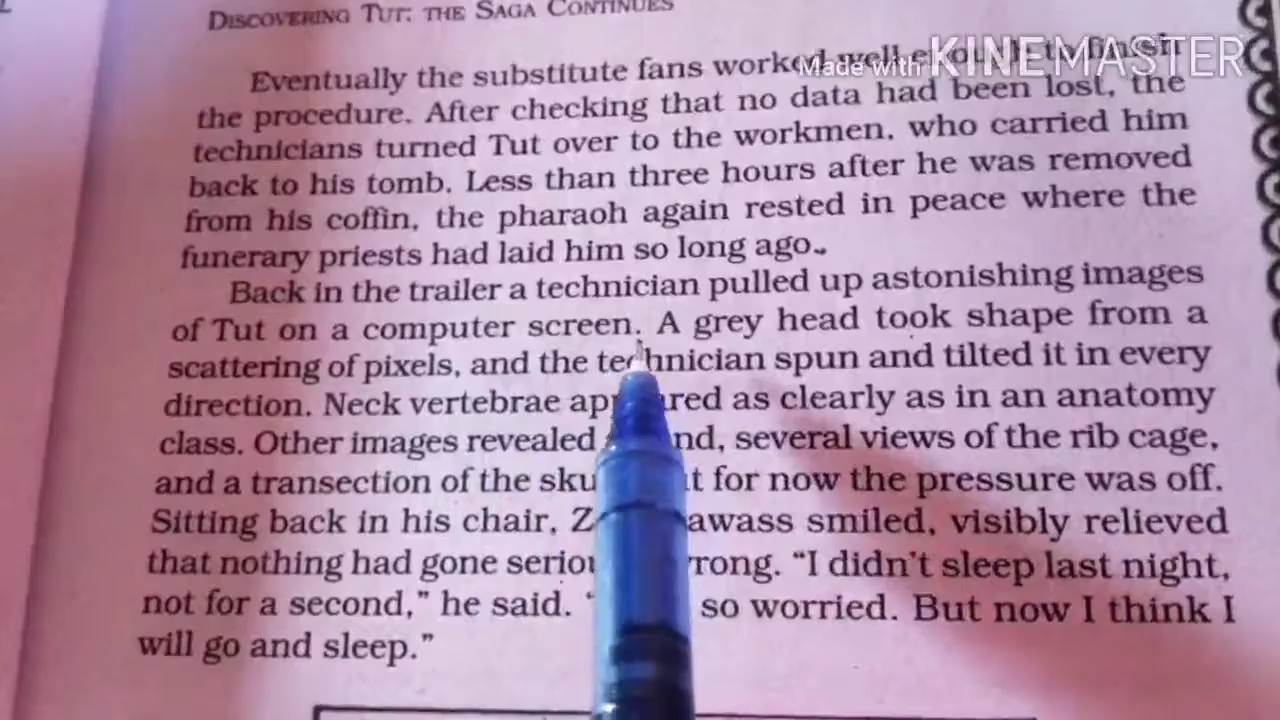 DISCOVERING TUT: THE SAGA CONTINUES
Made with KINEMASTER
Eventually the substitute fans worked well enough to finish
the procedure. After checking that no data had been lost, the
technicians turned Tut over to the workmen, who carried him
back to his tomb. Less than three hours after he was removed
from his coffin, the pharaoh again rested in peace where the
funerary priests had laid him so long ago.
Back in the trailer a technician pulled up astonishing images
of Tut on a computer screen. A grey head took shape from a
scattering of pixels, and the technician spun and tilted it in every
direction. Neck vertebrae appeared as clearly as in an anatomy
class. Other images revealed nd, several views of the rib cage,
and a transection of the sku t for now the pressure was off.
Sitting back in his chair, Z awass smiled, visibly relieved
that nothing had gone seriou rong. “I didn’t sleep last night,
not for a second,” he said. “ so worried. But now I think I
will go and sleep.”